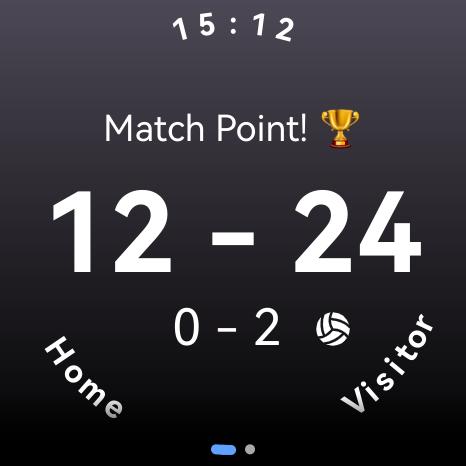 15:12
Match Point! 🏆
12 - 24
0 - 2 🏐
Home
Visitor